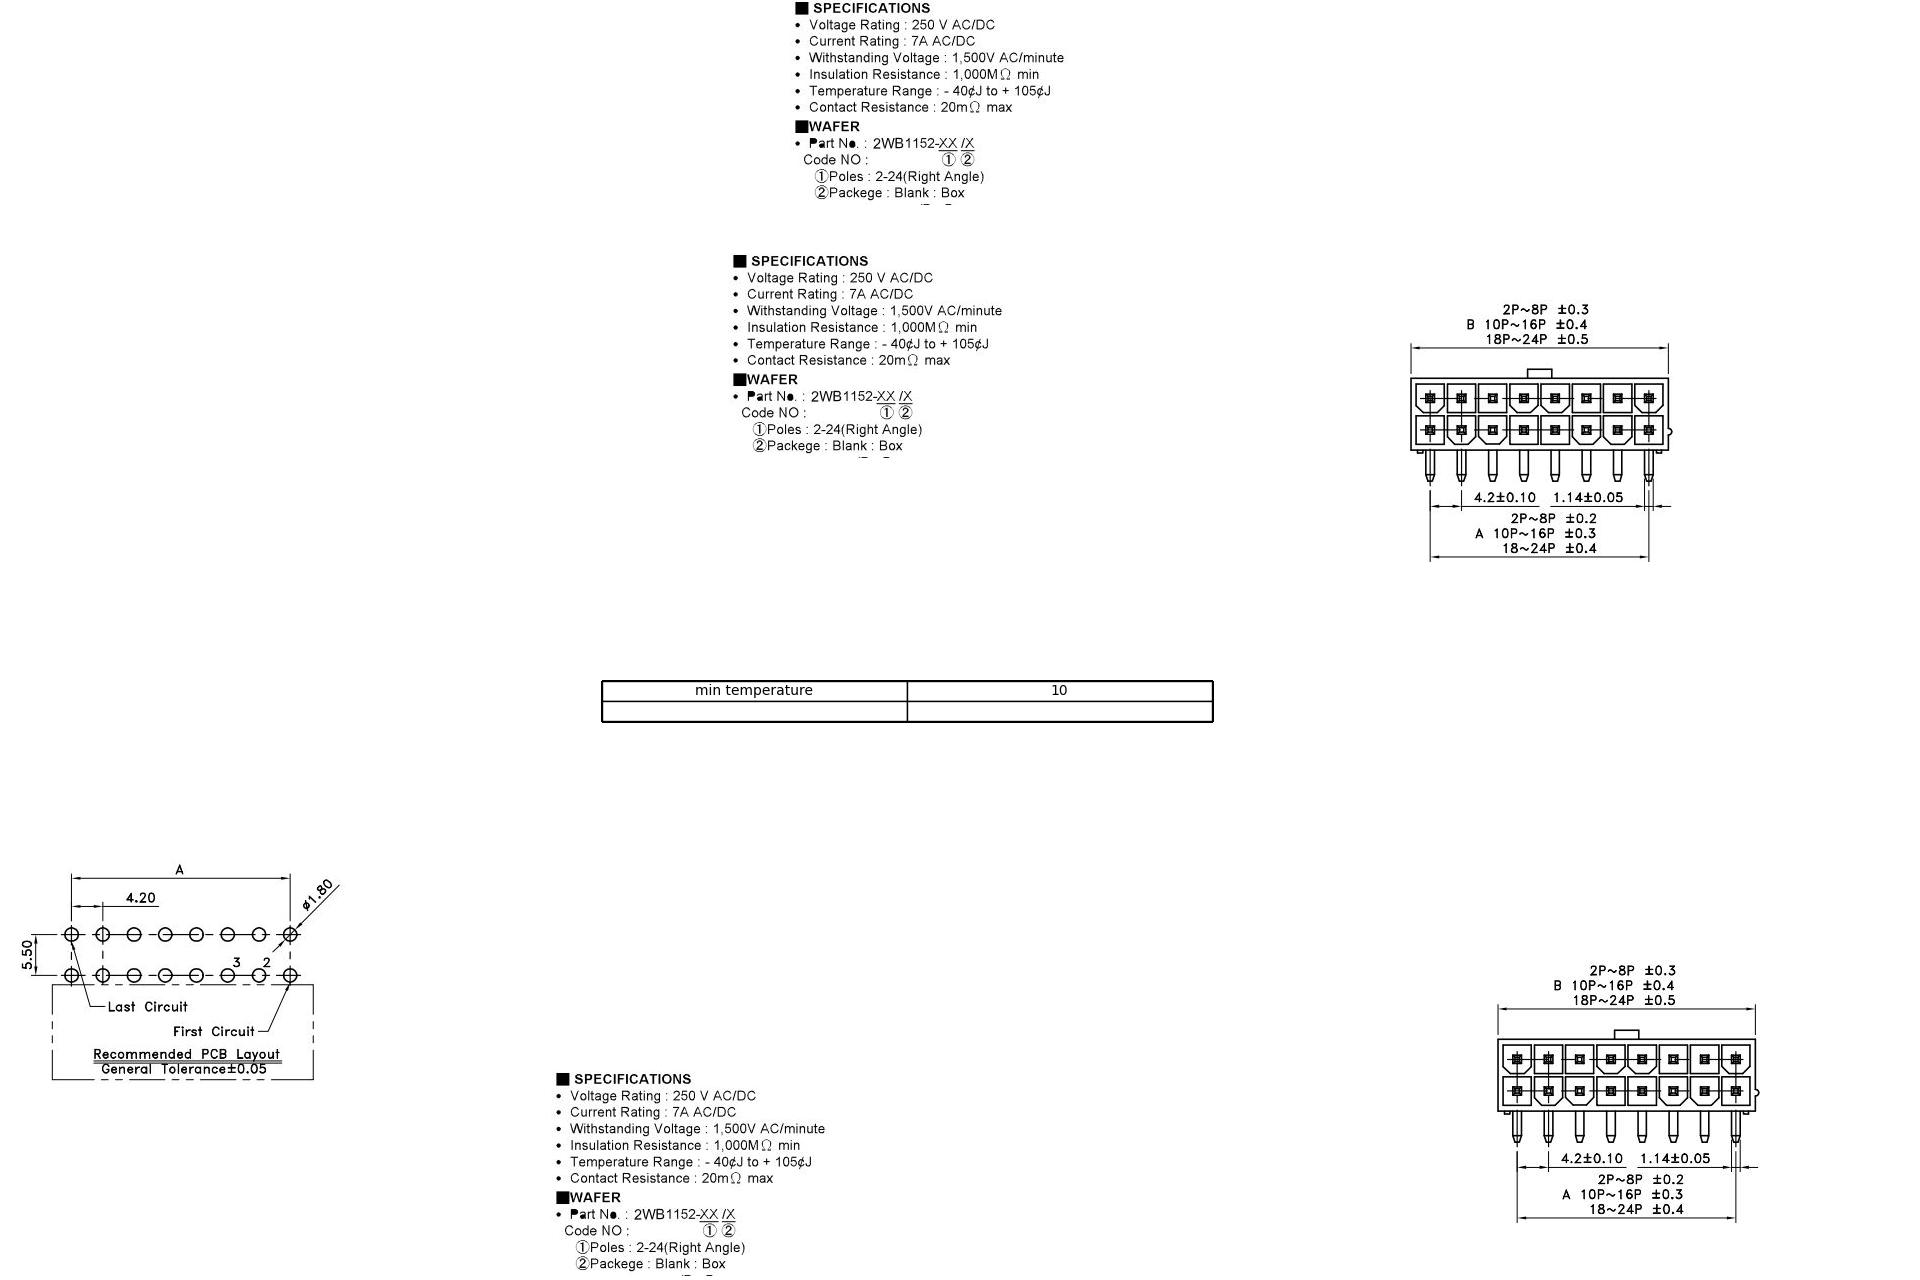 ■ SPECIFICATIONS
• Voltage Rating : 250 V AC/DC
• Current Rating : 7A AC/DC
• Withstanding Voltage : 1,500V AC/minute
• Insulation Resistance : 1,000MΩ min
• Temperature Range : - 40¢J to + 105¢J
• Contact Resistance : 20mΩ max
■WAFER
• Part No. : 2WB1152-XX /X
Code NO : ① ②
①Poles : 2-24(Right Angle)
②Packege : Blank : Box
■ SPECIFICATIONS
• Voltage Rating : 250 V AC/DC
• Current Rating : 7A AC/DC
• Withstanding Voltage : 1,500V AC/minute
• Insulation Resistance : 1,000MΩ min
• Temperature Range : - 40¢J to + 105¢J
• Contact Resistance : 20mΩ max
■WAFER
• Part No. : 2WB1152-XX /X
Code NO : ① ②
①Poles : 2-24(Right Angle)
②Packege : Blank : Box
2P~8P ±0.3
B 10P~16P ±0.4
18P~24P ±0.5
4.2±0.10 1.14±0.05
2P~8P ±0.2
A 10P~16P ±0.3
18~24P ±0.4
min temperature 10
A
4.20
ø1.80
5.50
3 2
Last Circuit
First Circuit
Recommended PCB Layout
General Tolerance±0.05
2P~8P ±0.3
B 10P~16P ±0.4
18P~24P ±0.5
4.2±0.10 1.14±0.05
2P~8P ±0.2
A 10P~16P ±0.3
18~24P ±0.4
■ SPECIFICATIONS
• Voltage Rating : 250 V AC/DC
• Current Rating : 7A AC/DC
• Withstanding Voltage : 1,500V AC/minute
• Insulation Resistance : 1,000MΩ min
• Temperature Range : - 40¢J to + 105¢J
• Contact Resistance : 20mΩ max
■WAFER
• Part No. : 2WB1152-XX /X
Code NO : ① ②
①Poles : 2-24(Right Angle)
②Packege : Blank : Box